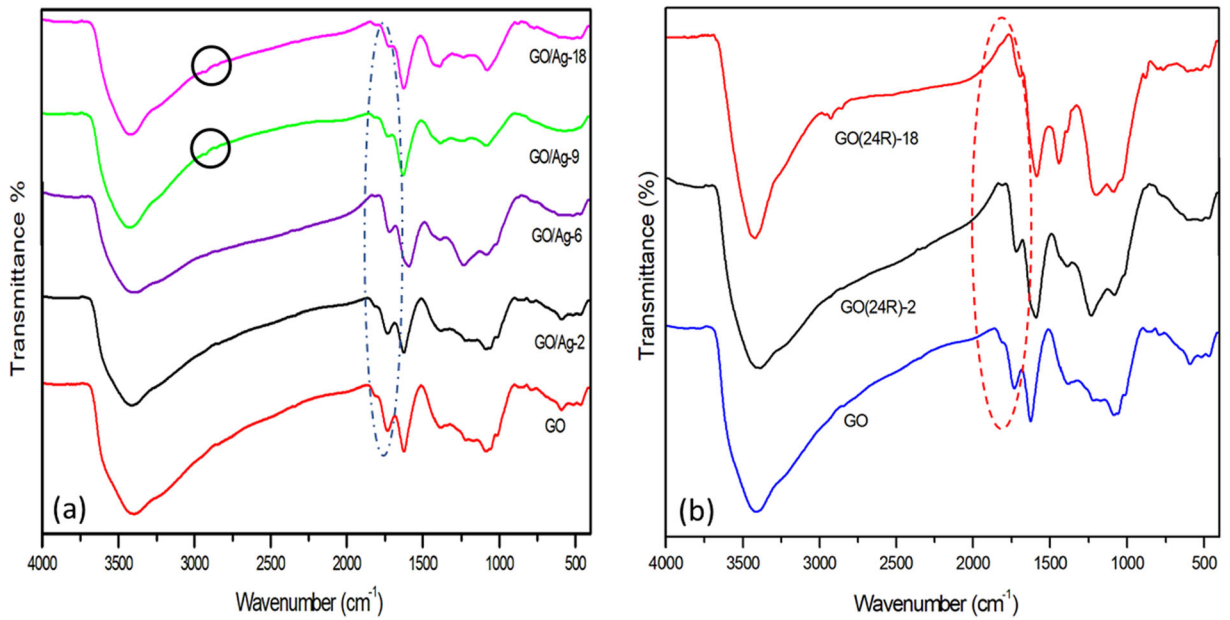 GO/Ag-18
GO/Ag-9
GO/Ag-6
GO/Ag-2
GO
(a)
Transmittance %
4000 3500 3000 2500 2000 1500 1000 500
Wavenumber (cm⁻¹)
GO(24R)-18
GO(24R)-2
GO
(b)
Transmittance (%)
4000 3500 3000 2500 2000 1500 1000 500
Wavenumber (cm⁻¹)